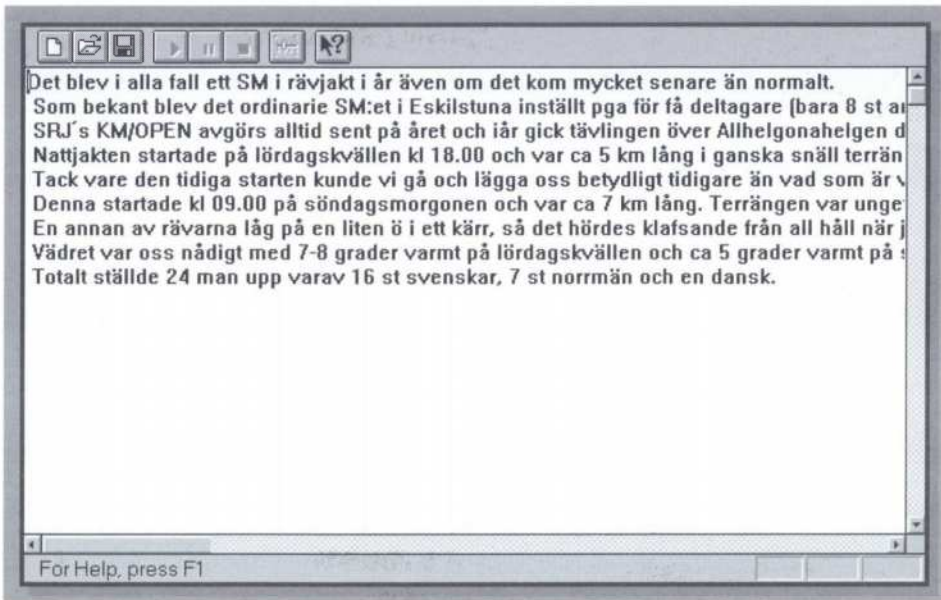 Det blev i alla fall ett SM i rävjakt i år även om det kom mycket senare än normalt.
Som bekant blev det ordinarie SM:et i Eskilstuna inställt pga för få deltagare (bara 8 st
SRJ´s KM/OPEN avgörs alltid sent på året och iår gick tävlingen över Allhelgonahelgen
Nattjakten startade på lördagskvällen kl 18.00 och var ca 5 km lång i ganska snäll
Tack vare den tidiga starten kunde vi gå och lägga oss betydligt tidigare än vad som är
Denna startade kl 09.00 på söndagsmorgonen och var ca 7 km lång. Terrängen var
En annan av rävarna låg på en liten ö i ett kärr, så det hördes klafsande från all håll när
Vädret var oss nådigt med 7-8 grader varmt på lördagskvällen och ca 5 grader varmt på
Totalt ställde 24 man upp varav 16 st svenskar, 7 st norrmän och en dansk.
For Help, press F1